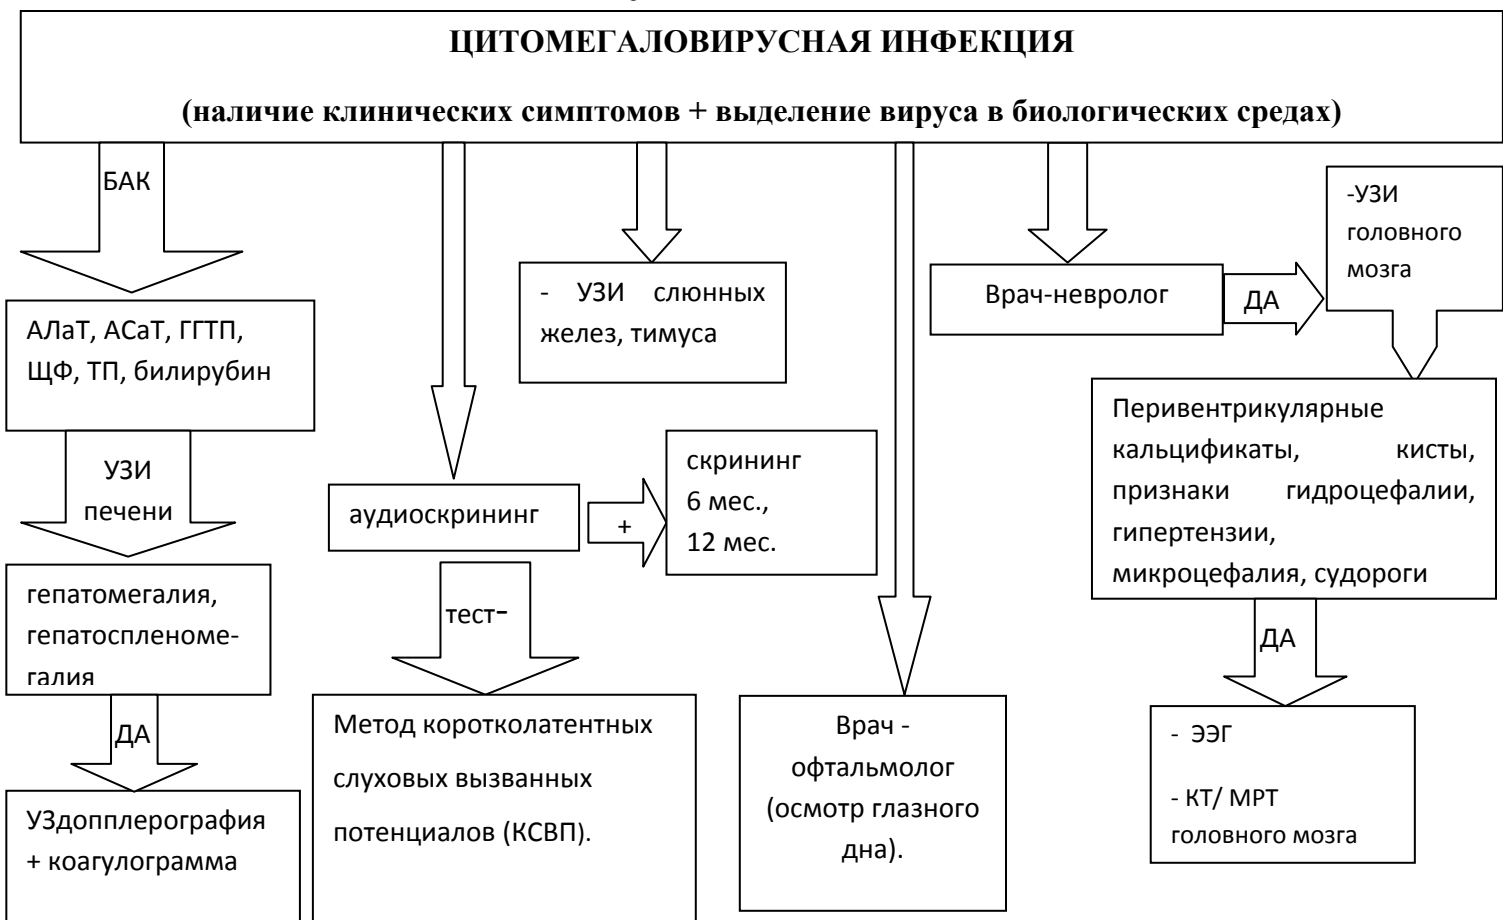 ЦИТОМЕГАЛОВИРУСНАЯ ИНФЕКЦИЯ
(наличие клинических симптомов + выделение вируса в биологических средах)
БАК
АЛаТ, АСаТ, ГГТП,
ЩФ, ТП, билирубин
УЗИ
печени
гепатомегалия,
гепатоспленоме-
галия
ДА
УЗдопплерография
+ коагулограмма
аудиоскрининг
+
скрининг
6 мес.,
12 мес.
тест-
Метод коротколатентных
слуховых вызванных
потенциалов (КСВП).
- УЗИ слюнных
желез, тимуса
Врач -
офтальмолог
(осмотр глазного
дна).
Врач-невролог
ДА
-УЗИ
головного
мозга
Перивентрикулярные
кальцификаты, кисты,
признаки гидроцефалии,
гипертензии,
микроцефалия, судороги
ДА
- ЭЭГ
- КТ/ МРТ
головного мозга